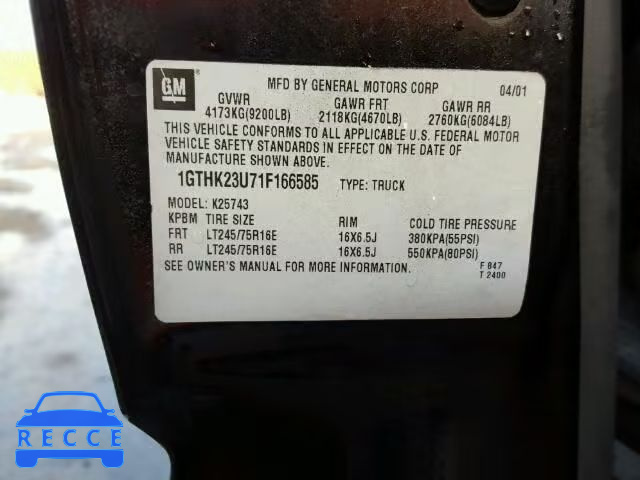 GM
MFD BY GENERAL MOTORS CORP 04/01
GVWR GAWR FRT GAWR RR
4173KG(9200LB) 2118KG(4670LB) 2760KG(6084LB)
THIS VEHICLE CONFORMS TO ALL APPLICABLE U.S. FEDERAL MOTOR
VEHICLE SAFETY STANDARDS IN EFFECT ON THE DATE OF
MANUFACTURE SHOWN ABOVE.
1GTHK23U71F166585 TYPE: TRUCK
MODEL: K25743
KPBM TIRE SIZE RIM COLD TIRE PRESSURE
FRT LT245/75R16E 16X6.5J 380KPA(55PSI)
RR LT245/75R16E 16X6.5J 550KPA(80PSI)
SEE OWNER'S MANUAL FOR MORE INFORMATION.
F 847
T 2400
RECCE